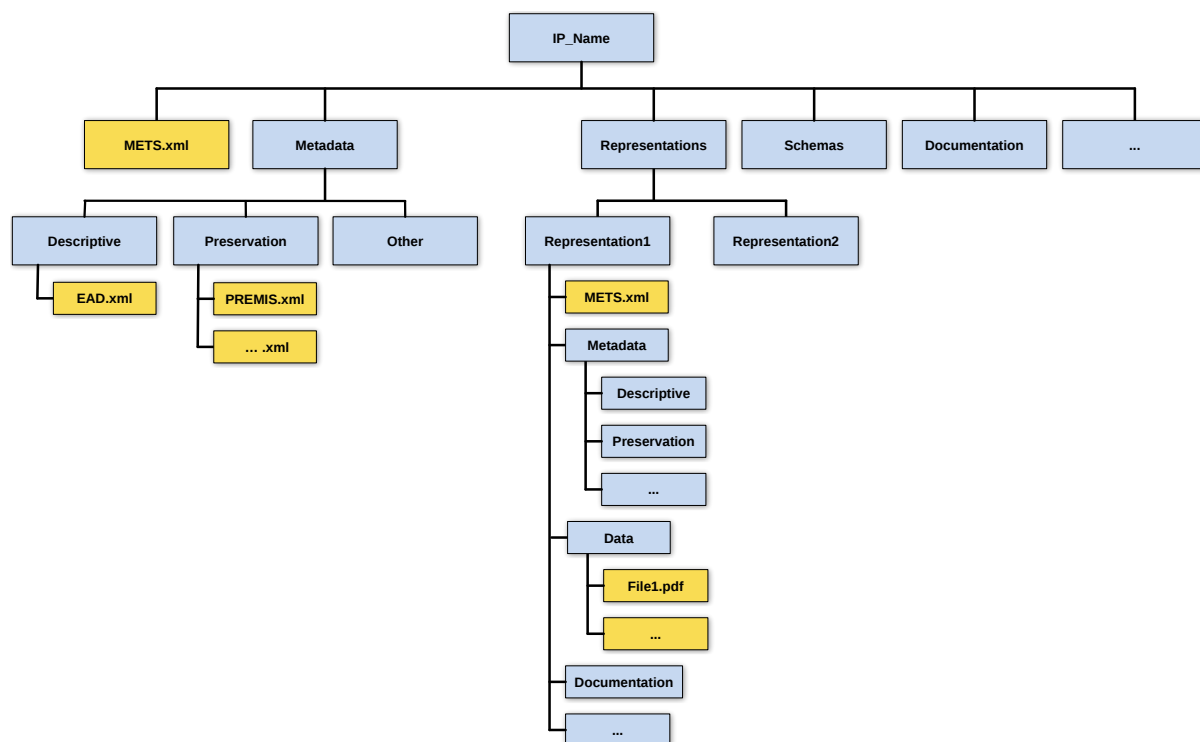 IP_Name
METS.xml
Metadata
Representations
Schemas
Documentation
...
Descriptive
Preservation
Other
Representation1
Representation2
EAD.xml
PREMIS.xml
... .xml
METS.xml
Metadata
Descriptive
Preservation
...
Data
File1.pdf
...
Documentation
...